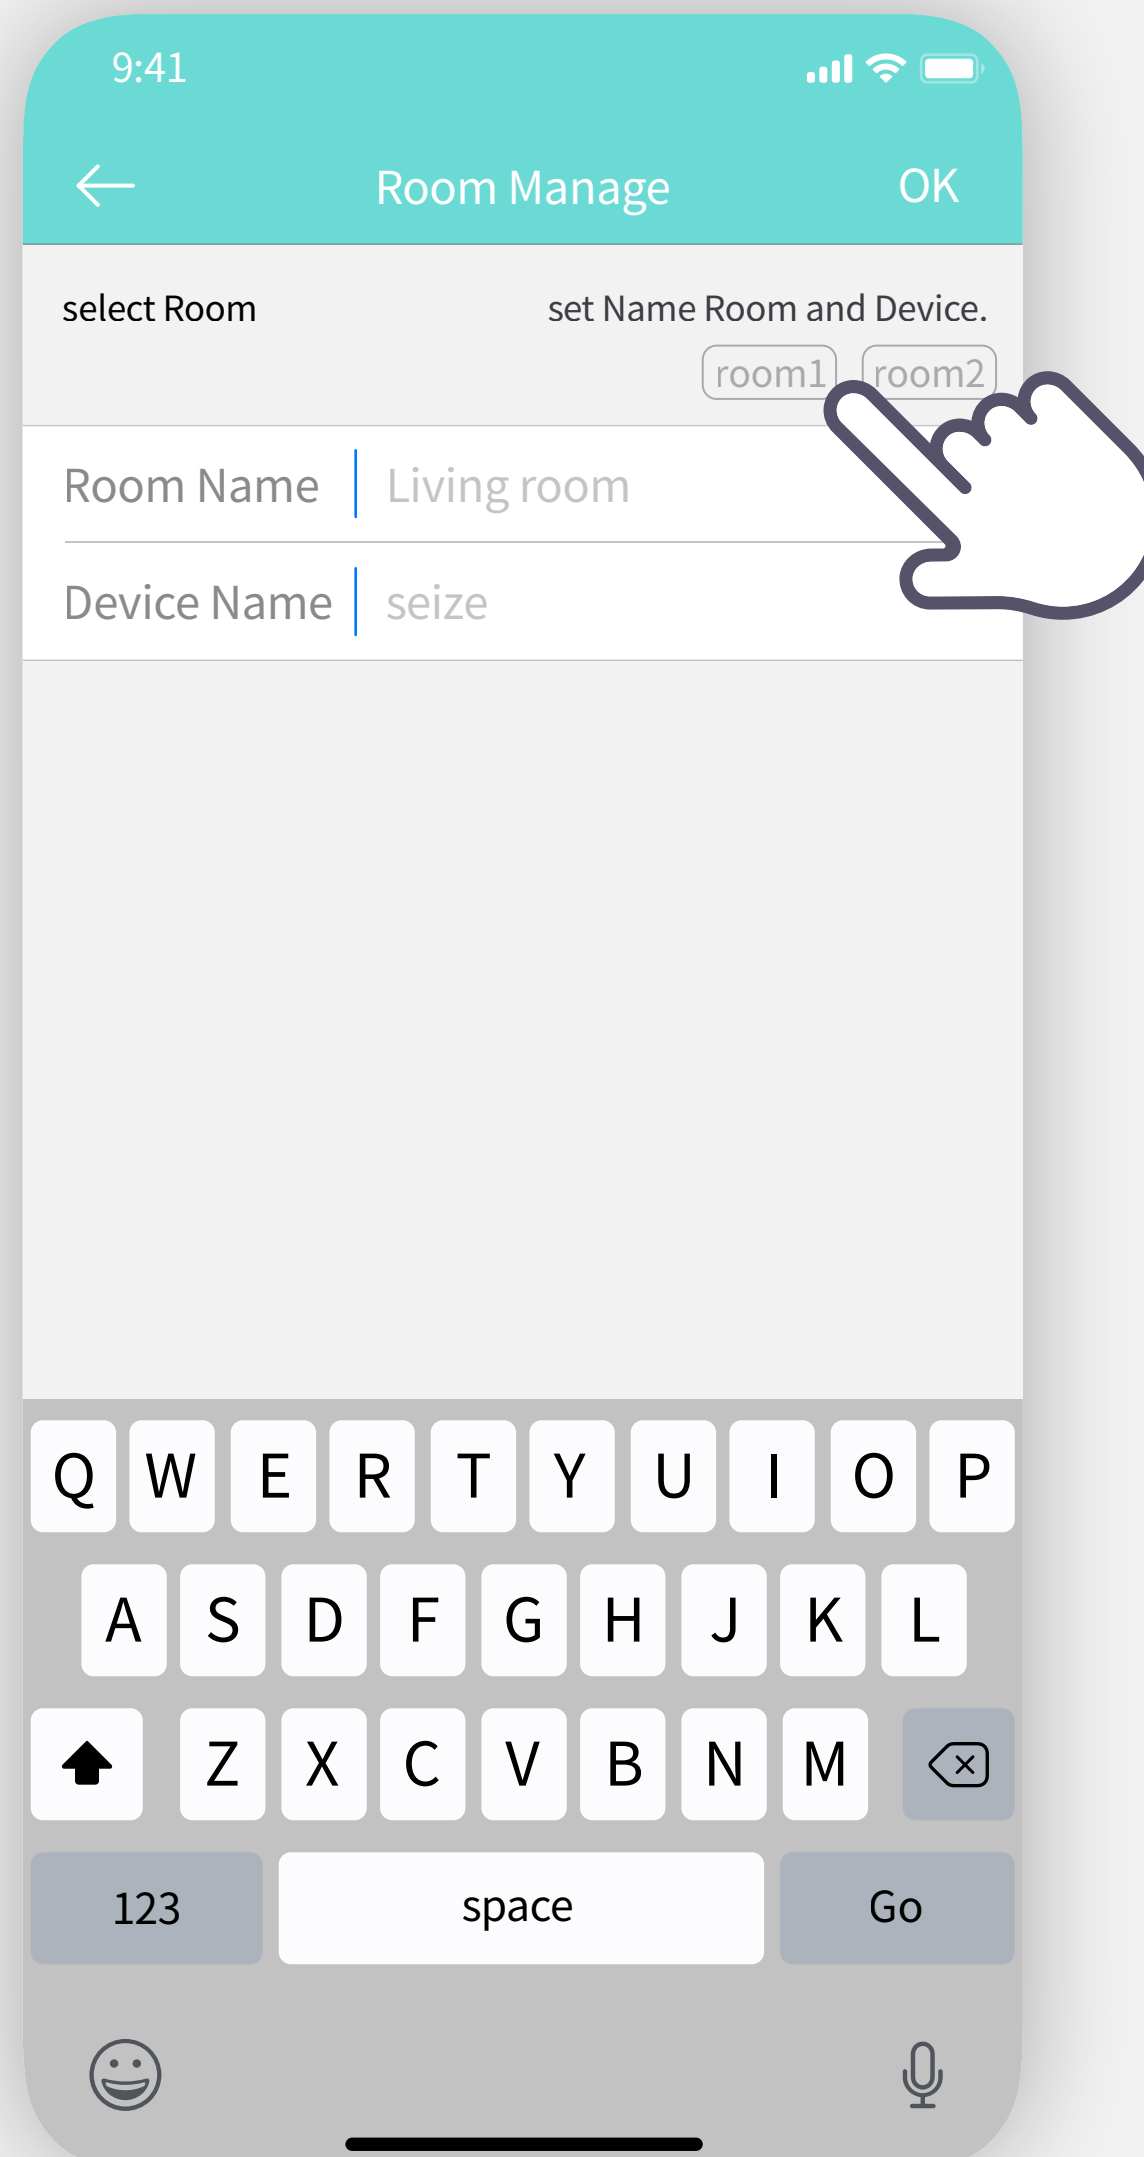 9:41
Room Manage OK
select Room set Name Room and Device.
room1 room2
Room Name Living room
Device Name seize
Q W E R T Y U I O P
A S D F G H J K L
Z X C V B N M
123 space Go